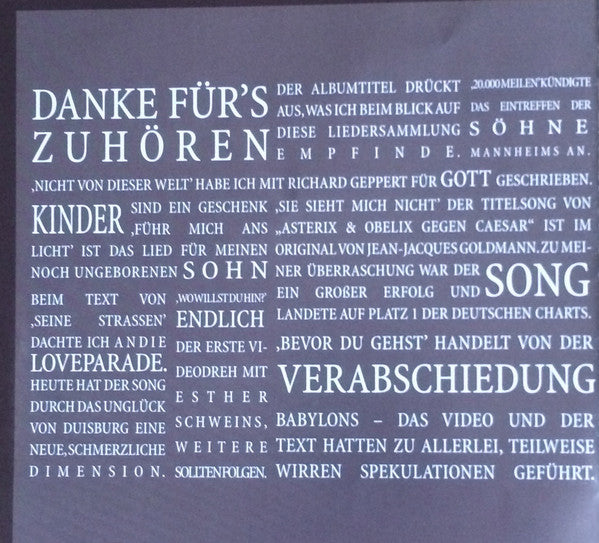 DANKE FÜR'S
ZUHÖREN
DER ALBUMTITEL DRÜCKT
AUS, WAS ICH BEIM BLICK AUF
DIESE LIEDERSAMMLUNG
EMPFINDE.
‚20.000 MEILEN' KÜNDIGTE
DAS EINTREFFEN DER
SÖHNE
MANNHEIMS AN.
‚NICHT VON DIESER WELT' HABE ICH MIT RICHARD GEPPERT FÜR GOTT GESCHRIEBEN.
KINDER SIND EIN GESCHENK
‚FÜHR MICH ANS
LICHT' IST DAS LIED FÜR MEINEN
NOCH UNGEBORENEN SOHN
‚SIE SIEHT MICH NICHT' DER TITELSONG VON
„ASTERIX & OBELIX GEGEN CAESAR" IST IM
ORIGINAL VON JEAN-JACQUES GOLDMANN. ZU MEI-
NER ÜBERRASCHUNG WAR DER SONG
EIN GROßER ERFOLG UND
LANDETE AUF PLATZ 1 DER DEUTSCHEN CHARTS.
BEIM TEXT VON
‚SEINE STRASSEN'
DACHTE ICH AN DIE
LOVEPARADE.
HEUTE HAT DER SONG
DURCH DAS UNGLÜCK
VON DUISBURG EINE
NEUE, SCHMERZLICHE
DIMENSION.
‚WO WILLST DU HIN?'
ENDLICH
DER ERSTE VI-
DEODREH MIT
ESTHER
SCHWEINS,
WEITERE
SOLLTEN FOLGEN.
‚BEVOR DU GEHST' HANDELT VON DER
VERABSCHIEDUNG
BABYLONS – DAS VIDEO UND DER
TEXT HATTEN ZU ALLERLEI, TEILWEISE
WIRREN SPEKULATIONEN GEFÜHRT.